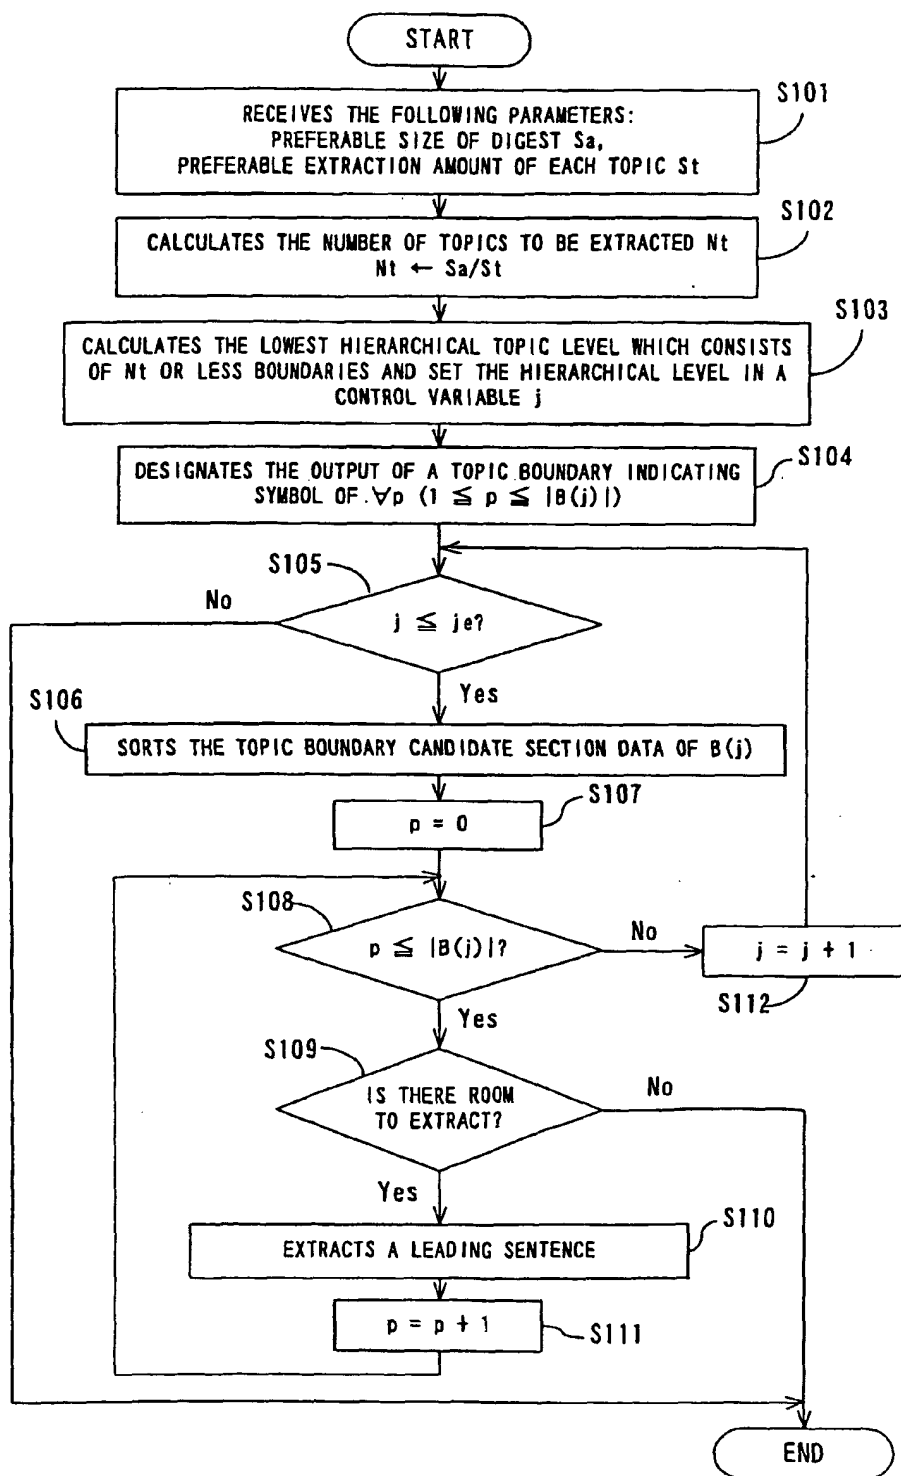 START
S101
RECEIVES THE FOLLOWING PARAMETERS:
PREFERABLE SIZE OF DIGEST Sa,
PREFERABLE EXTRACTION AMOUNT OF EACH TOPIC St
S102
CALCULATES THE NUMBER OF TOPICS TO BE EXTRACTED Nt
Nt ← Sa/St
S103
CALCULATES THE LOWEST HIERARCHICAL TOPIC LEVEL WHICH CONSISTS
OF Nt OR LESS BOUNDARIES AND SET THE HIERARCHICAL LEVEL IN A
CONTROL VARIABLE j
S104
DESIGNATES THE OUTPUT OF A TOPIC BOUNDARY INDICATING
SYMBOL OF ∀p (1 ≦ p ≦ |B(j)|)
S105
No
j ≦ je?
Yes
S106
SORTS THE TOPIC BOUNDARY CANDIDATE SECTION DATA OF B(j)
S107
p = 0
S108
p ≦ |B(j)|?
No
j = j + 1
S112
Yes
S109
IS THERE ROOM
TO EXTRACT?
No
Yes
S110
EXTRACTS A LEADING SENTENCE
p = p + 1
S111
END